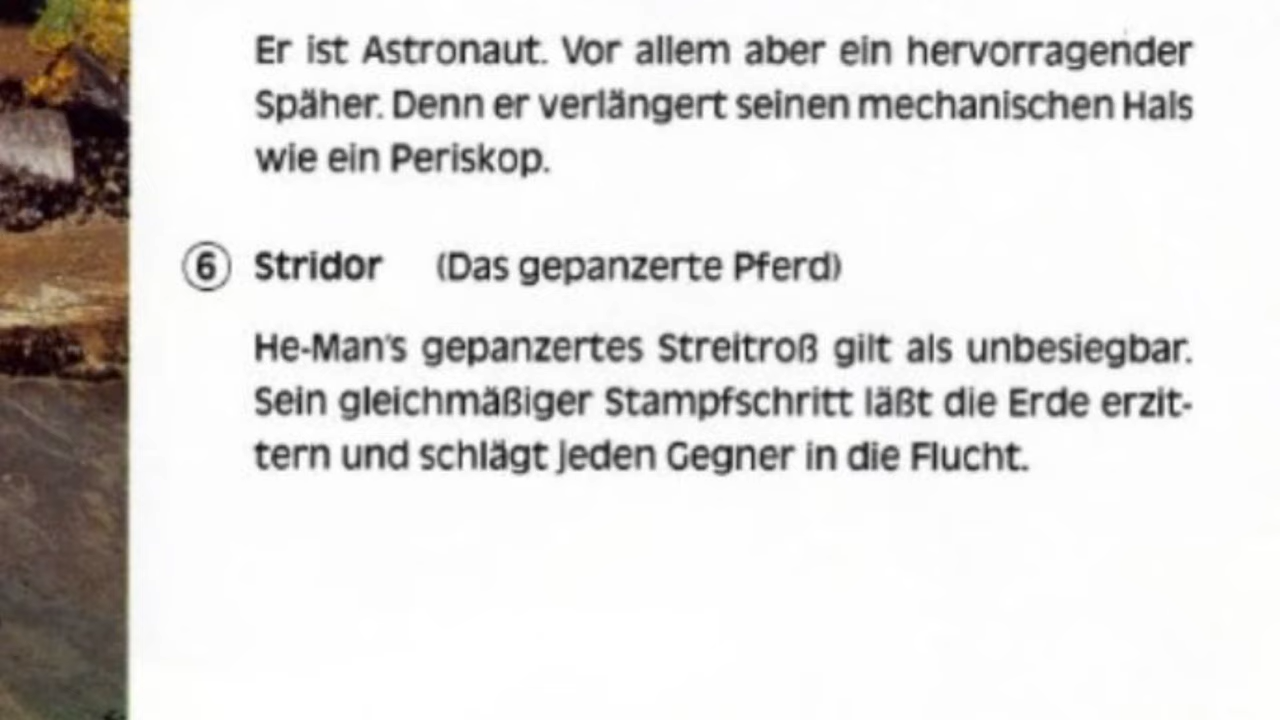 Er ist Astronaut. Vor allem aber ein hervorragender
Späher. Denn er verlängert seinen mechanischen Hals
wie ein Periskop.
6 Stridor (Das gepanzerte Pferd)
He-Man's gepanzertes Streitroß gilt als unbesiegbar.
Sein gleichmäßiger Stampfschritt läßt die Erde erzit-
tern und schlägt jeden Gegner in die Flucht.